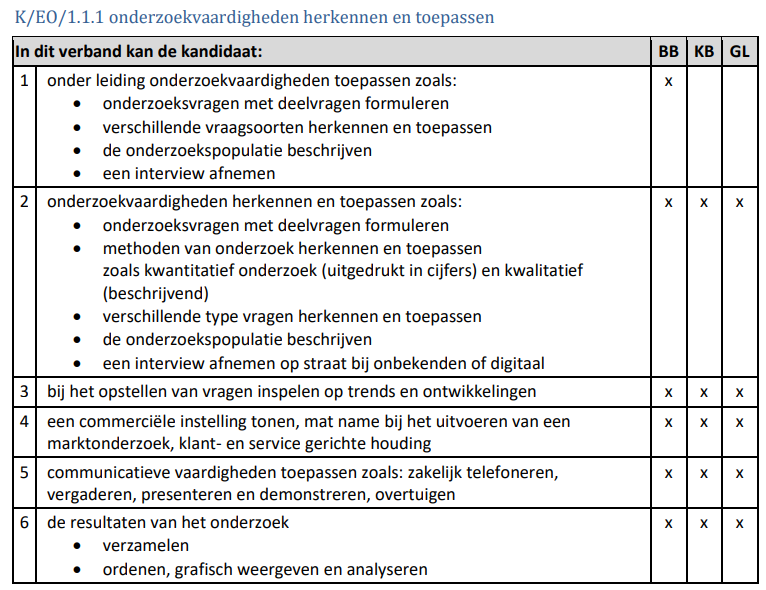 K/EO/1.1.1 onderzoekvaardigheden herkennen en toepassen
In dit verband kan de kandidaat: BB KB GL
1 onder leiding onderzoekvaardigheden toepassen zoals: x
• onderzoeksvragen met deelvragen formuleren
• verschillende vraagsoorten herkennen en toepassen
• de onderzoekspopulatie beschrijven
• een interview afnemen
2 onderzoekvaardigheden herkennen en toepassen zoals: x x x
• onderzoeksvragen met deelvragen formuleren
• methoden van onderzoek herkennen en toepassen
zoals kwantitatief onderzoek (uitgedrukt in cijfers) en kwalitatief
(beschrijvend)
• verschillende type vragen herkennen en toepassen
• de onderzoekspopulatie beschrijven
• een interview afnemen op straat bij onbekenden of digitaal
3 bij het opstellen van vragen inspelen op trends en ontwikkelingen x x x
4 een commerciële instelling tonen, mat name bij het uitvoeren van een x x x
marktonderzoek, klant- en service gerichte houding
5 communicatieve vaardigheden toepassen zoals: zakelijk telefoneren, x x x
vergaderen, presenteren en demonstreren, overtuigen
6 de resultaten van het onderzoek x x x
• verzamelen
• ordenen, grafisch weergeven en analyseren